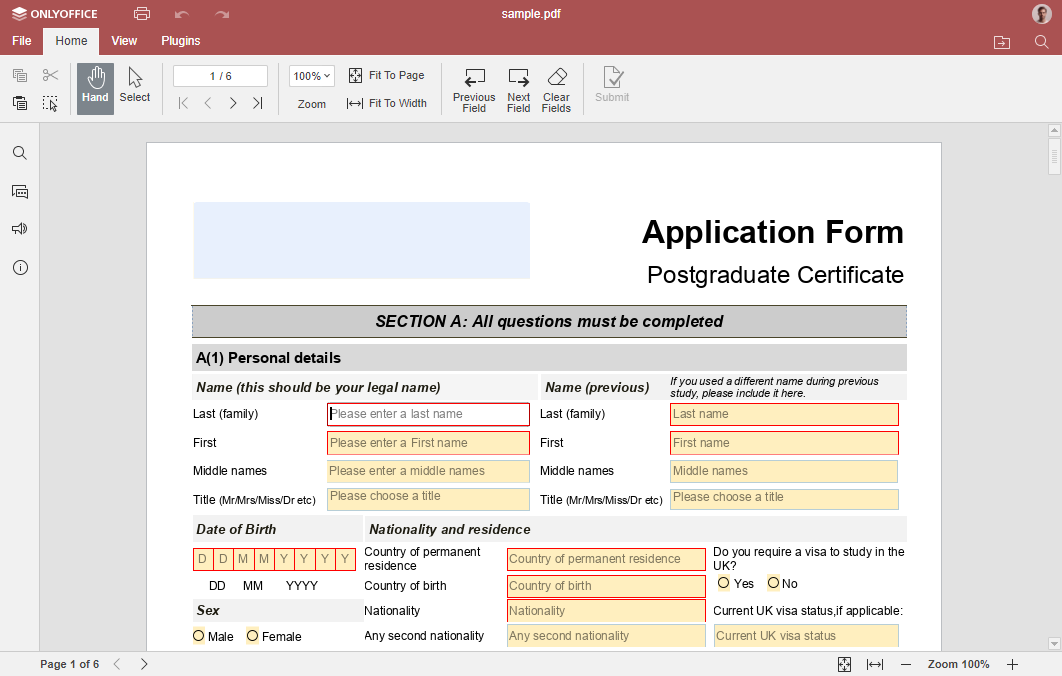 ONLYOFFICE
sample.pdf
File Home View Plugins
Hand
Select
1 / 6
100%
Zoom
Fit To Page
Fit To Width
Previous Field
Next Field
Clear Fields
Submit
Application Form
Postgraduate Certificate
SECTION A: All questions must be completed
A(1) Personal details
Name (this should be your legal name) Name (previous) If you used a different name during previous
study, please include it here.
Last (family) Please enter a last name Last (family) Last name
First Please enter a First name First First name
Middle names Please enter a middle names Middle names Middle names
Title (Mr/Mrs/Miss/Dr etc) Please choose a title Title (Mr/Mrs/Miss/Dr etc) Please choose a title
Date of Birth Nationality and residence
D D M M Y Y Y Y
DD MM YYYY
Sex
Male Female
Country of permanent
residence
Country of permanent residence
Country of birth Country of birth
Nationality Nationality
Any second nationality Any second nationality
Do you require a visa to study in the
UK?
Yes No
Current UK visa status,if applicable:
Current UK visa status
Page 1 of 6
Zoom 100%